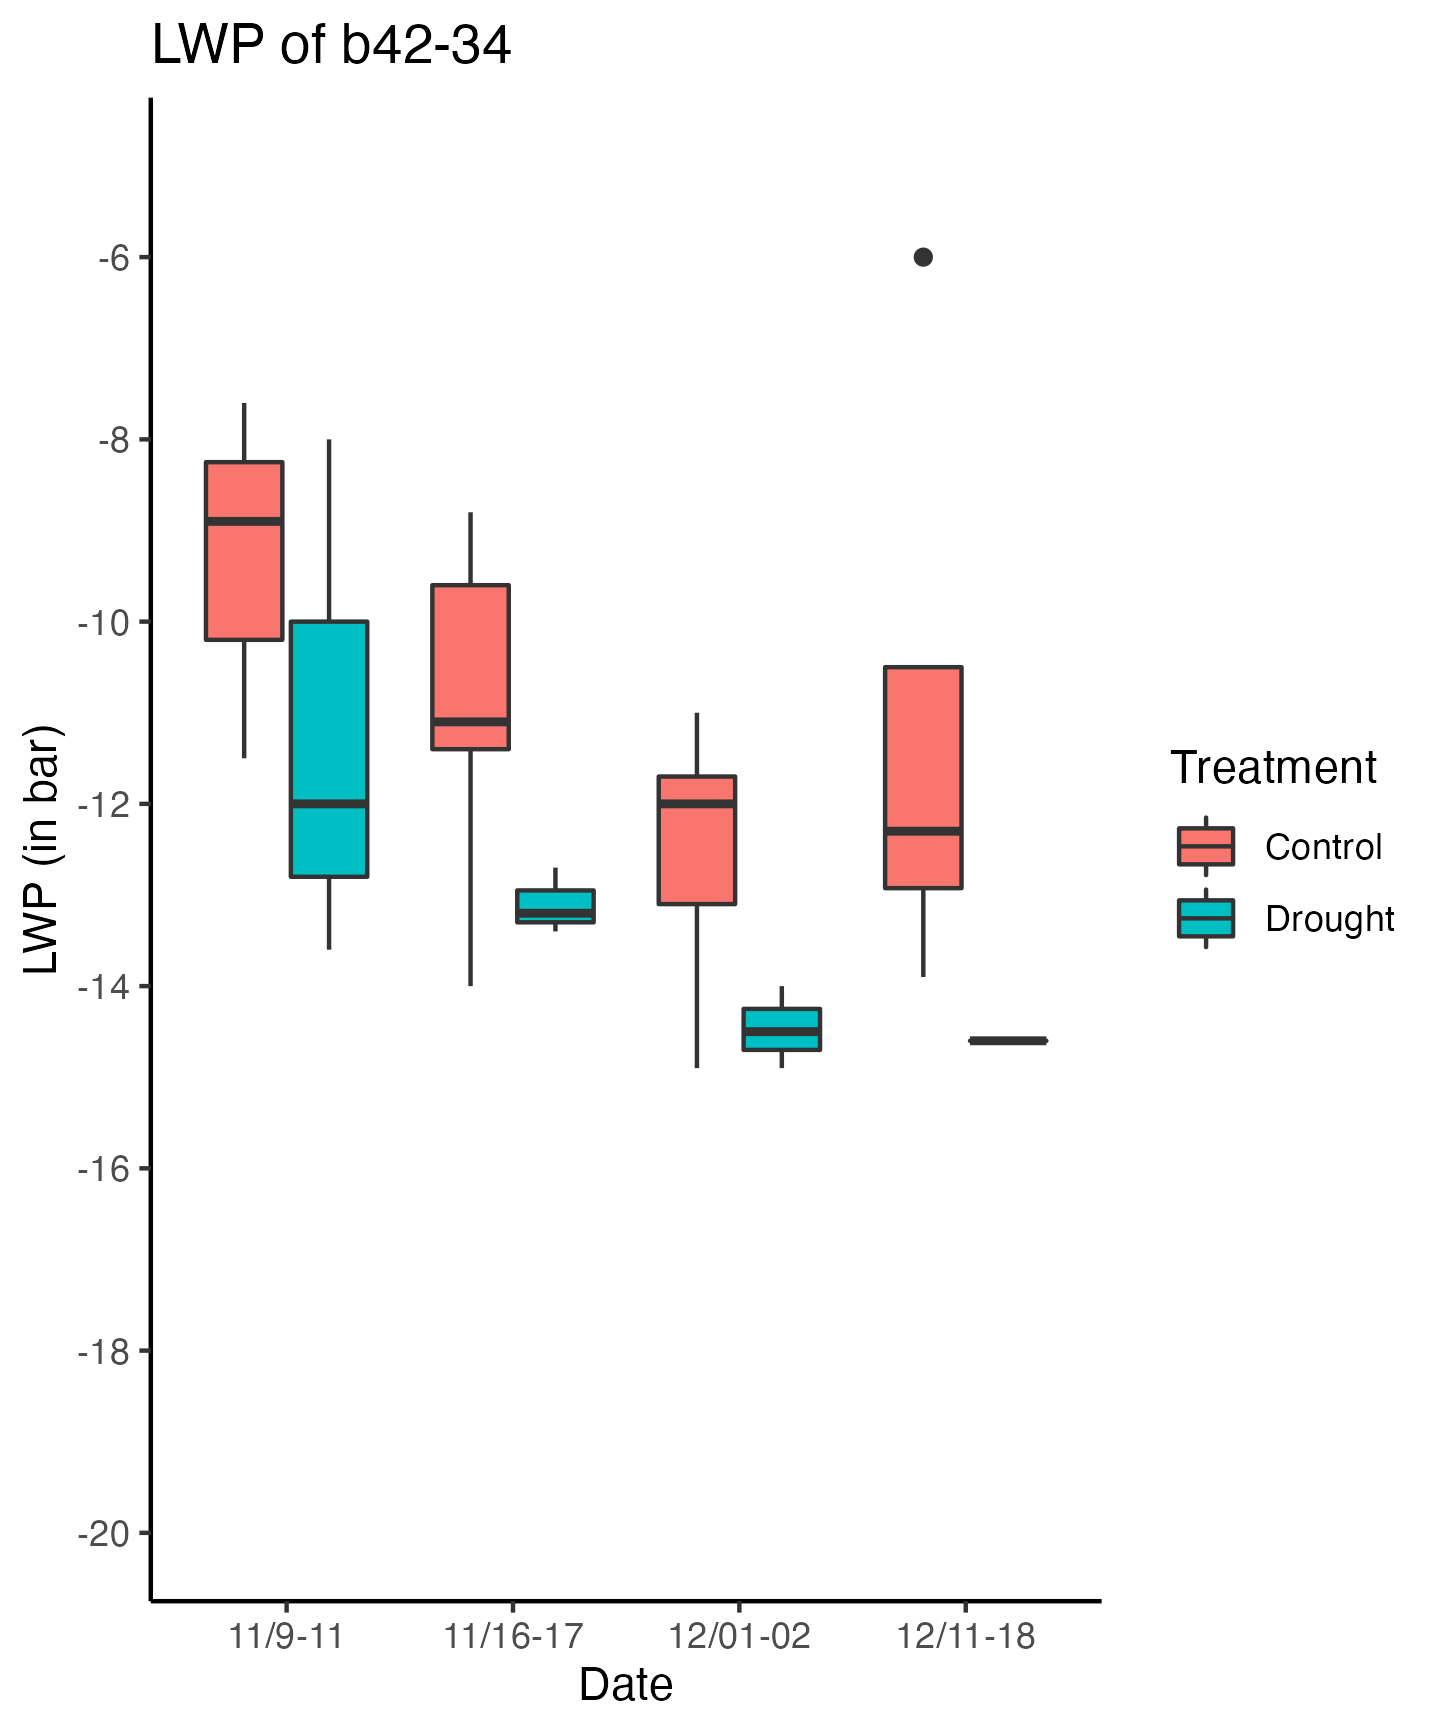 LWP of b42-34
LWP (in bar)
-6
-8
-10
-12
-14
-16
-18
-20
11/9-11
11/16-17
12/01-02
12/11-18
Date
Treatment
Control
Drought